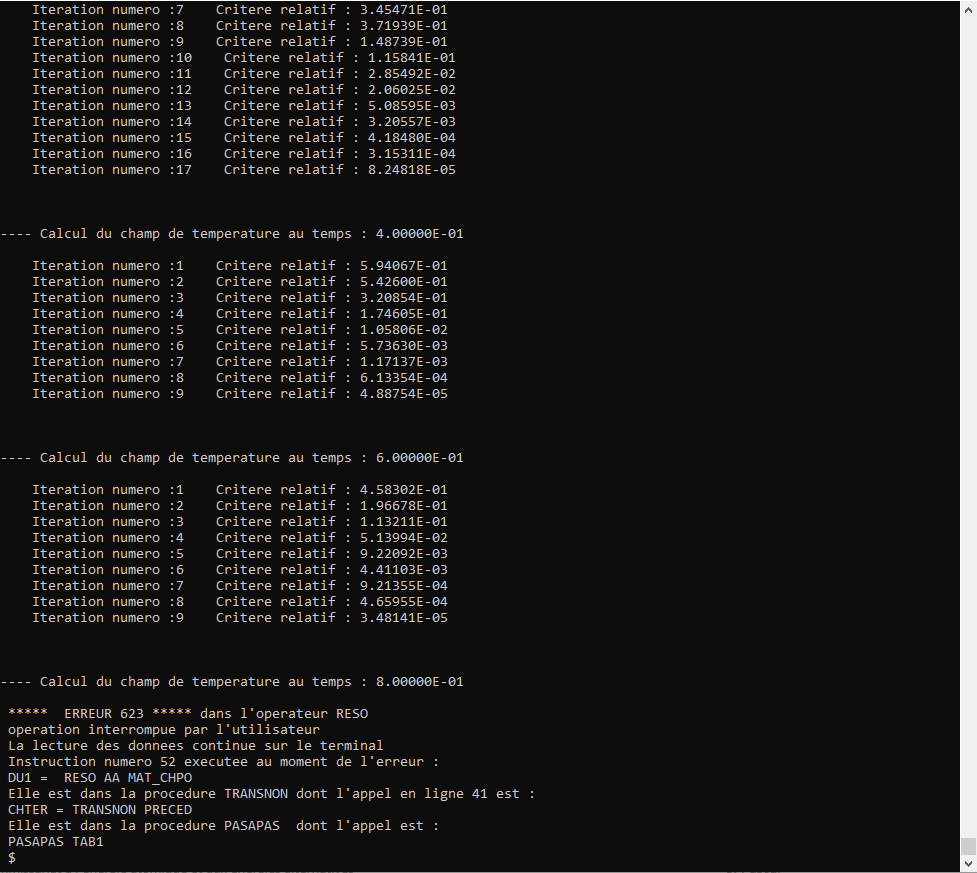 Iteration numero :7 Critere relatif : 3.45471E-01
Iteration numero :8 Critere relatif : 3.71939E-01
Iteration numero :9 Critere relatif : 1.48739E-01
Iteration numero :10 Critere relatif : 1.15841E-01
Iteration numero :11 Critere relatif : 2.85492E-02
Iteration numero :12 Critere relatif : 2.06025E-02
Iteration numero :13 Critere relatif : 5.08595E-03
Iteration numero :14 Critere relatif : 3.20557E-03
Iteration numero :15 Critere relatif : 4.18480E-04
Iteration numero :16 Critere relatif : 3.15311E-04
Iteration numero :17 Critere relatif : 8.24818E-05
---- Calcul du champ de temperature au temps : 4.00000E-01
Iteration numero :1 Critere relatif : 5.94067E-01
Iteration numero :2 Critere relatif : 5.42600E-01
Iteration numero :3 Critere relatif : 3.20854E-01
Iteration numero :4 Critere relatif : 1.74605E-01
Iteration numero :5 Critere relatif : 1.05806E-02
Iteration numero :6 Critere relatif : 5.73630E-03
Iteration numero :7 Critere relatif : 1.17137E-03
Iteration numero :8 Critere relatif : 6.13354E-04
Iteration numero :9 Critere relatif : 4.88754E-05
---- Calcul du champ de temperature au temps : 6.00000E-01
Iteration numero :1 Critere relatif : 4.58302E-01
Iteration numero :2 Critere relatif : 1.96678E-01
Iteration numero :3 Critere relatif : 1.13211E-01
Iteration numero :4 Critere relatif : 5.13994E-02
Iteration numero :5 Critere relatif : 9.22092E-03
Iteration numero :6 Critere relatif : 4.41103E-03
Iteration numero :7 Critere relatif : 9.21355E-04
Iteration numero :8 Critere relatif : 4.65955E-04
Iteration numero :9 Critere relatif : 3.48141E-05
---- Calcul du champ de temperature au temps : 8.00000E-01
***** ERREUR 623 ***** dans l'operateur RESO
operation interrompue par l'utilisateur
La lecture des donnees continue sur le terminal
Instruction numero 52 executee au moment de l'erreur :
DU1 = RESO AA MAT_CHPO
Elle est dans la procedure TRANSNON dont l'appel en ligne 41 est :
CHTER = TRANSNON PRECED
Elle est dans la procedure PASAPAS dont l'appel est :
PASAPAS TAB1
$